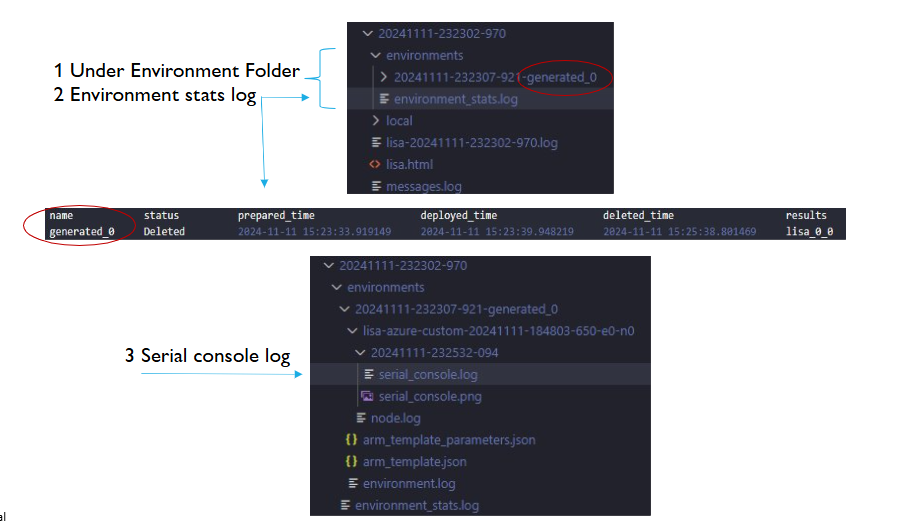 20241111-232302-970
environments
1 Under Environment Folder
20241111-232307-921-generated_0
2 Environment stats log
environment_stats.log
local
lisa-20241111-232302-970.log
lisa.html
messages.log
name status prepared_time deployed_time deleted_time results
generated_0 Deleted 2024-11-11 15:23:33.919149 2024-11-11 15:23:39.948219 2024-11-11 15:25:38.801469 lisa_0_0
20241111-232302-970
environments
20241111-232307-921-generated_0
lisa-azure-custom-20241111-184803-650-e0-n0
20241111-232532-094
3 Serial console log
serial_console.log
serial_console.png
node.log
{} arm_template_parameters.json
{} arm_template.json
environment.log
environment_stats.log
al